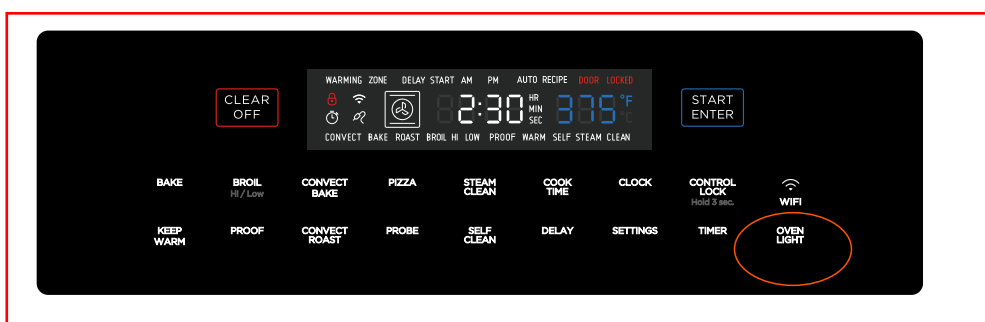 WARMING ZONE DELAY START AM PM AUTO RECIPE DOOR LOCKED
CLEAR
OFF
2:30
HR
MIN
SEC
375
°F
°C
START
ENTER
CONVECT BAKE ROAST BROIL HI LOW PROOF WARM SELF STEAM CLEAN
BAKE
BROIL
Hi / Low
CONVECT
BAKE
PIZZA
STEAM
CLEAN
COOK
TIME
CLOCK
CONTROL
LOCK
Hold 3 sec.
WIFI
KEEP
WARM
PROOF
CONVECT
ROAST
PROBE
SELF
CLEAN
DELAY
SETTINGS
TIMER
OVEN
LIGHT